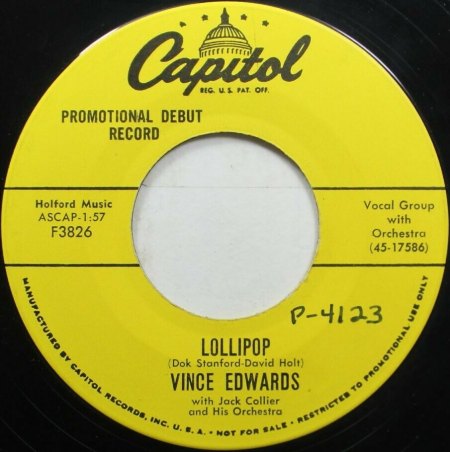 Capitol
REG. U.S. PAT. OFF.
PROMOTIONAL DEBUT
RECORD
Holford Music
ASCAP-1:57
F3826
Vocal Group
with
Orchestra
(45-17586)
P-4123
LOLLIPOP
(Dok Stanford-David Holt)
VINCE EDWARDS
with Jack Collier
and His Orchestra
MANUFACTURED BY CAPITOL RECORDS, INC. U. S. A. • NOT FOR SALE • RESTRICTED TO PROMOTIONAL USE ONLY